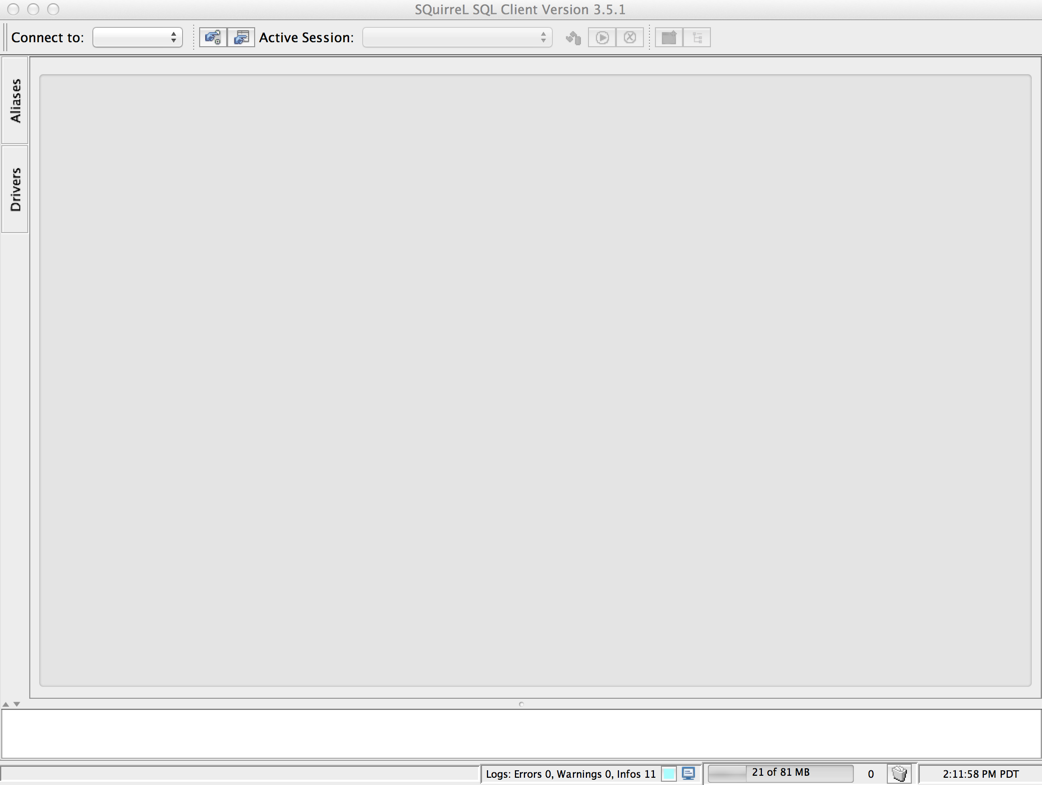 SQuirreL SQL Client Version 3.5.1
Connect to: Active Session:
Aliases
Drivers
Logs: Errors 0, Warnings 0, Infos 11 21 of 81 MB 0 2:11:58 PM PDT